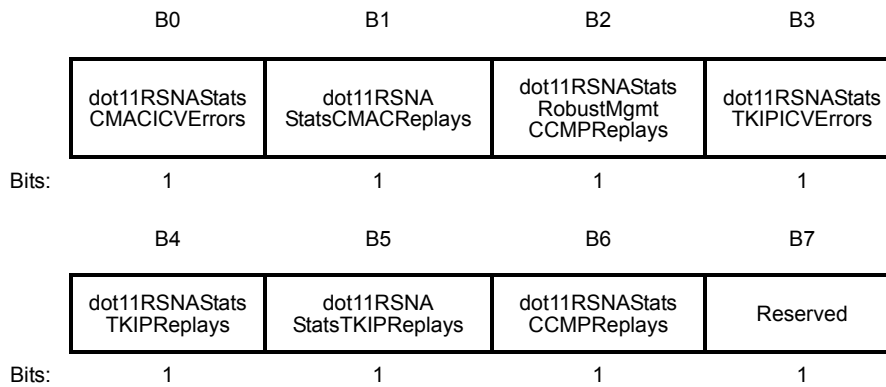 B0 B1 B2 B3
dot11RSNAStats dot11RSNA dot11RSNAStats dot11RSNAStats
CMACICVErrors StatsCMACReplays RobustMgmt TKIPICVErrors
CCMPReplays
Bits: 1 1 1 1
B4 B5 B6 B7
dot11RSNAStats dot11RSNA dot11RSNAStats Reserved
TKIPReplays StatsTKIPReplays CCMPReplays
Bits: 1 1 1 1